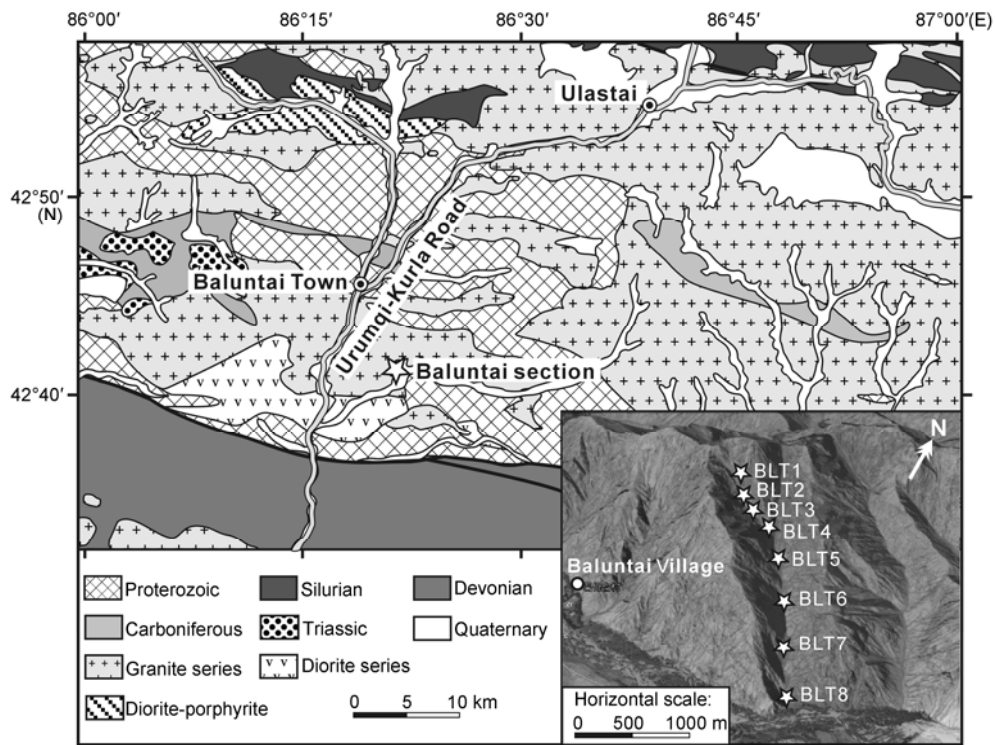 86°00′ 86°15′ 86°30′ 86°45′ 87°00′(E)
Ulastai
42°50′
(N)
Urumqi-Kurla Road
Baluntai Town
Baluntai section
42°40′
N
BLT1
BLT2
BLT3
BLT4
Baluntai Village
BLT5
BLT6
BLT7
BLT8
Horizontal scale:
0 500 1000 m
Proterozoic Silurian Devonian
Carboniferous Triassic Quaternary
Granite series Diorite series
Diorite-porphyrite
0 5 10 km